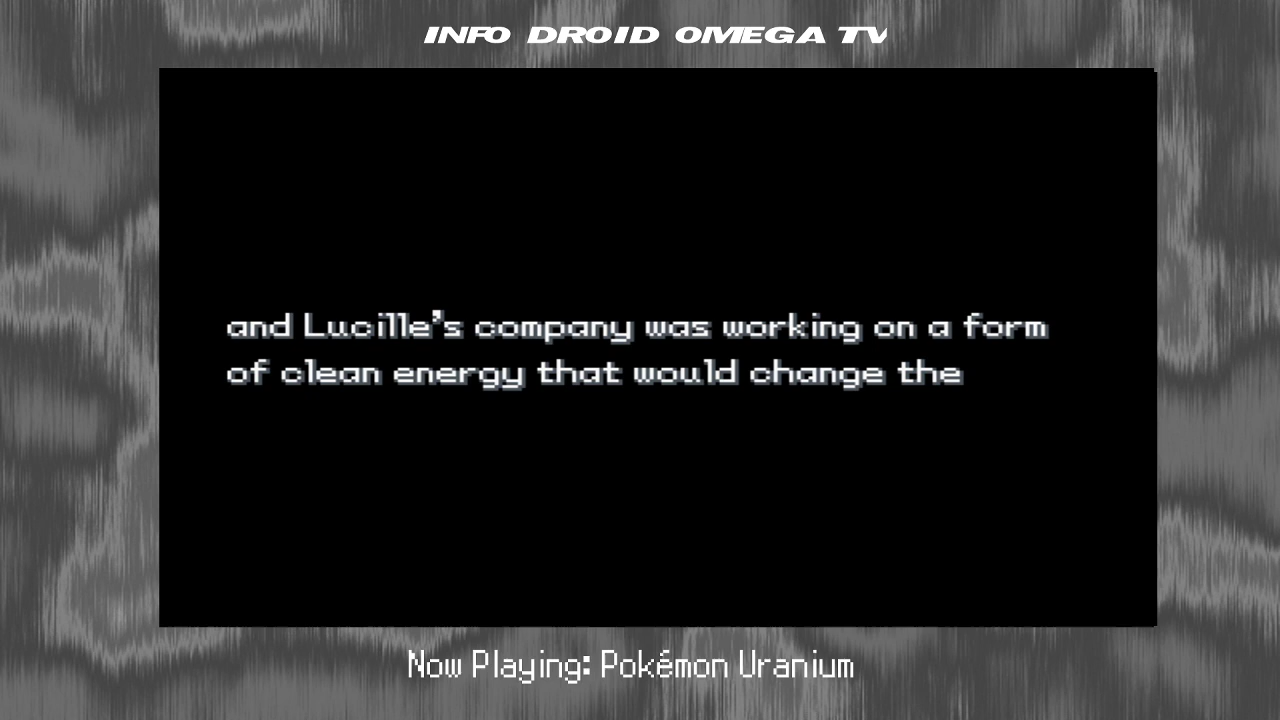 INFO DROID OMEGA TV
and Lucille's company was working on a form
of clean energy that would change the
Now Playing: Pokémon Uranium